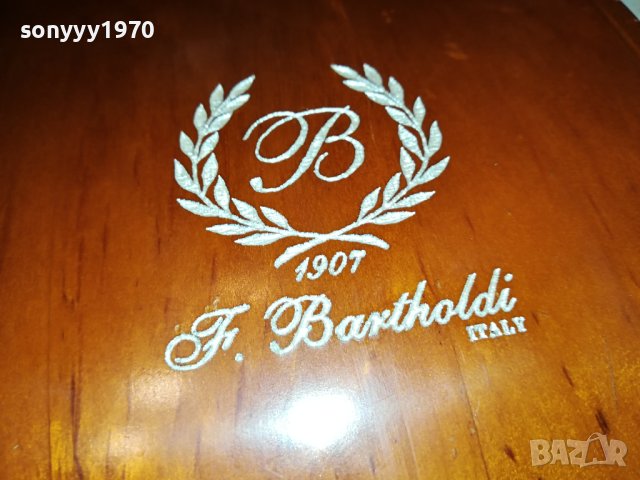 sonyyy1970
B
1907
F. Bartholdi
ITALY
BAZAR